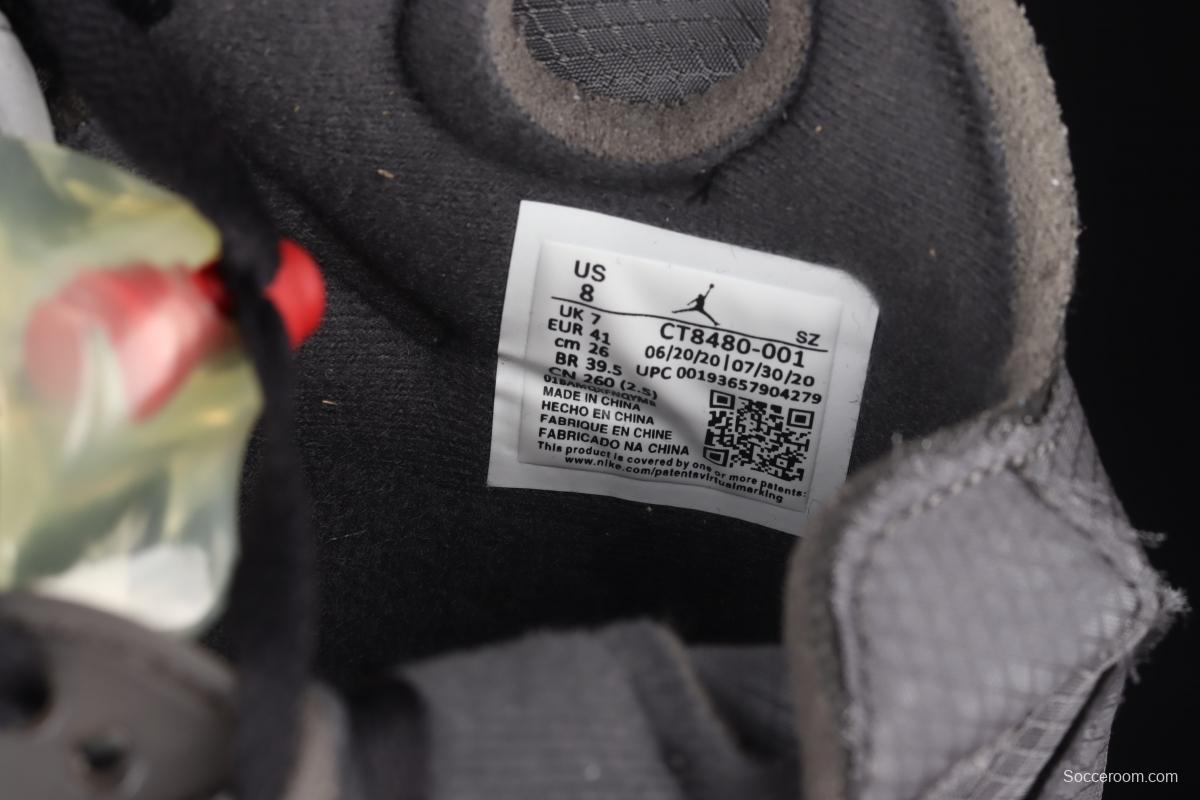 US
8
SZ
UK 7
EUR 41
cm 26
BR 39.5
CN 260 (2.5)
CT8480-001
06/20/20|07/30/20
UPC 00193657904279
MADE IN CHINA
HECHO EN CHINA
FABRIQUE EN CHINE
FABRICADO NA CHINA
This product is covered by one or more patents:
www.nike.com/patentsvirtualmarking
Socceroom.com